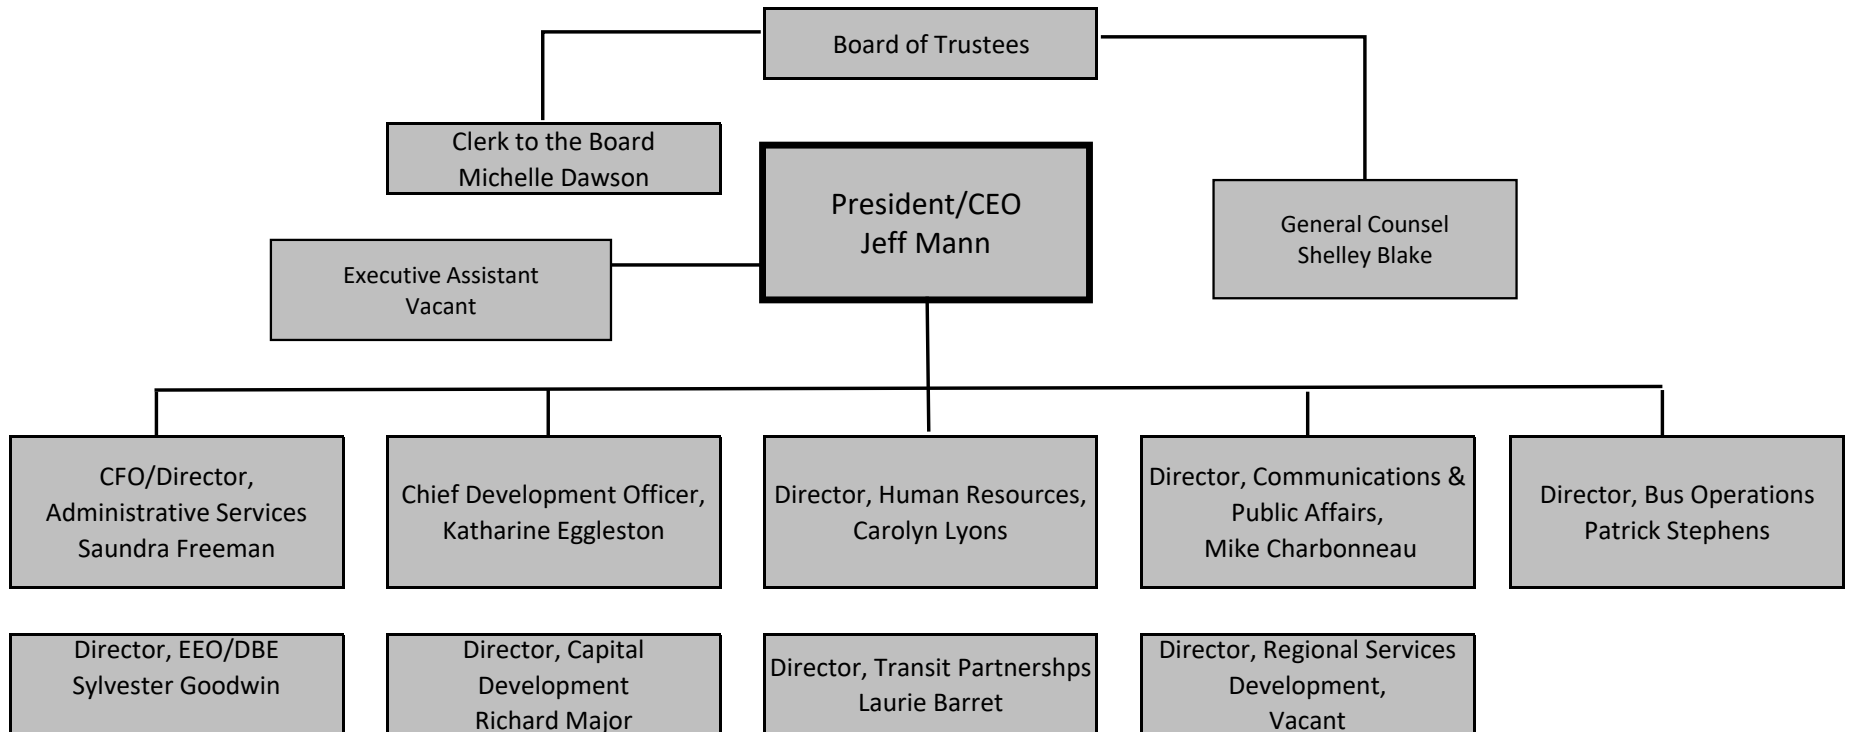 Board of Trustees
Clerk to the Board
Michelle Dawson
President/CEO
Jeff Mann
General Counsel
Shelley Blake
Executive Assistant
Vacant
CFO/Director,
Administrative Services
Saundra Freeman
Chief Development Officer,
Katharine Eggleston
Director, Human Resources,
Carolyn Lyons
Director, Communications &
Public Affairs,
Mike Charbonneau
Director, Bus Operations
Patrick Stephens
Director, EEO/DBE
Sylvester Goodwin
Director, Capital
Development
Richard Major
Director, Transit Partnershps
Laurie Barret
Director, Regional Services
Development,
Vacant